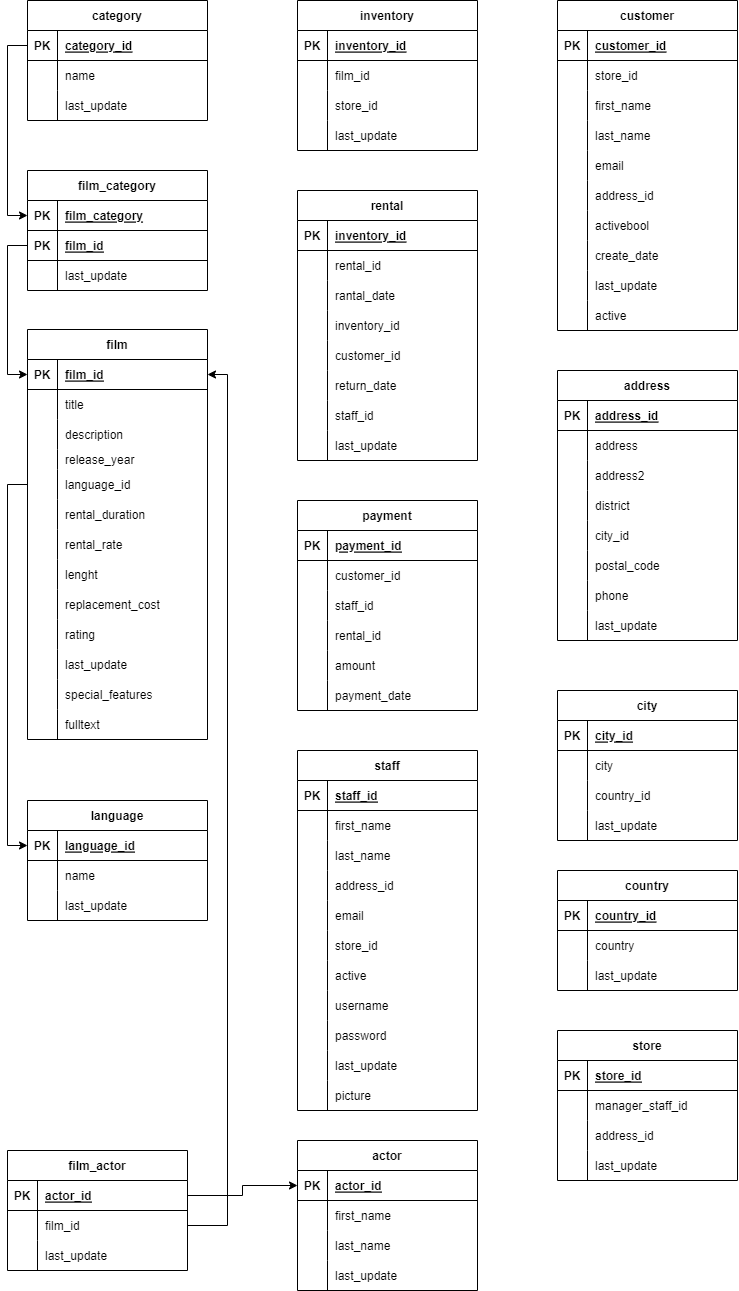 category
PK category_id
name
last_update
film_category
PK film_category
PK film_id
last_update
film
PK film_id
title
description
release_year
language_id
rental_duration
rental_rate
lenght
replacement_cost
rating
last_update
special_features
fulltext
language
PK language_id
name
last_update
film_actor
PK actor_id
film_id
last_update
inventory
PK inventory_id
film_id
store_id
last_update
rental
PK inventory_id
rental_id
rantal_date
inventory_id
customer_id
return_date
staff_id
last_update
payment
PK payment_id
customer_id
staff_id
rental_id
amount
payment_date
staff
PK staff_id
first_name
last_name
address_id
email
store_id
active
username
password
last_update
picture
actor
PK actor_id
first_name
last_name
last_update
customer
PK customer_id
store_id
first_name
last_name
email
address_id
activebool
create_date
last_update
active
address
PK address_id
address
address2
district
city_id
postal_code
phone
last_update
city
PK city_id
city
country_id
last_update
country
PK country_id
country
last_update
store
PK store_id
manager_staff_id
address_id
last_update